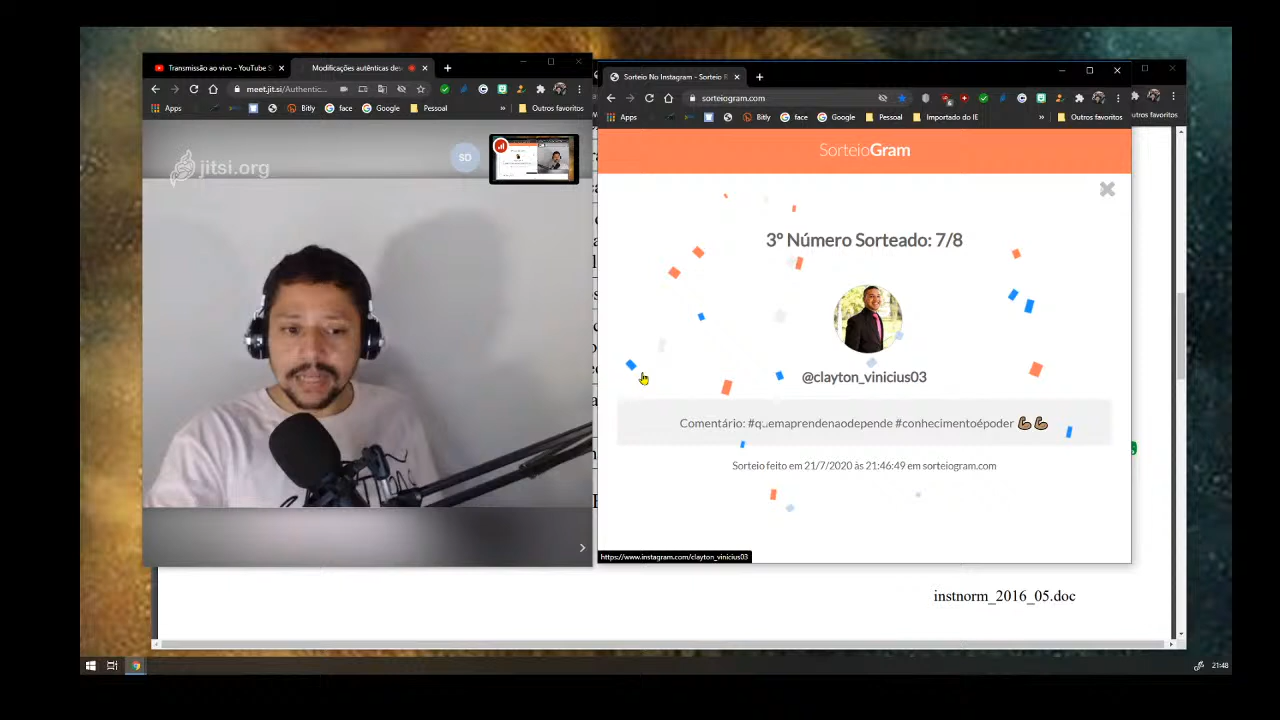 Transmissão ao vivo - YouTube S
Modificações autênticas des
meet.jit.si/Authentic...
Apps
Bitly
face
Google
Pessoal
»
Outros favoritos
jitsi.org
SD
Sorteio No Instagram - Sorteio R
sorteiogram.com
Apps
Bitly
face
Google
Pessoal
Importado do IE
»
Outros favoritos
outros favoritos
SorteioGram
3º Número Sorteado: 7/8
@clayton_vinicius03
Comentário: #q..emaprendenaodepende #conhecimentoépoder 💪🏽💪🏽
Sorteio feito em 21/7/2020 às 21:46:49 em sorteiogram.com
https://www.instagram.com/clayton_vinicius03
instnorm_2016_05.doc
21:48